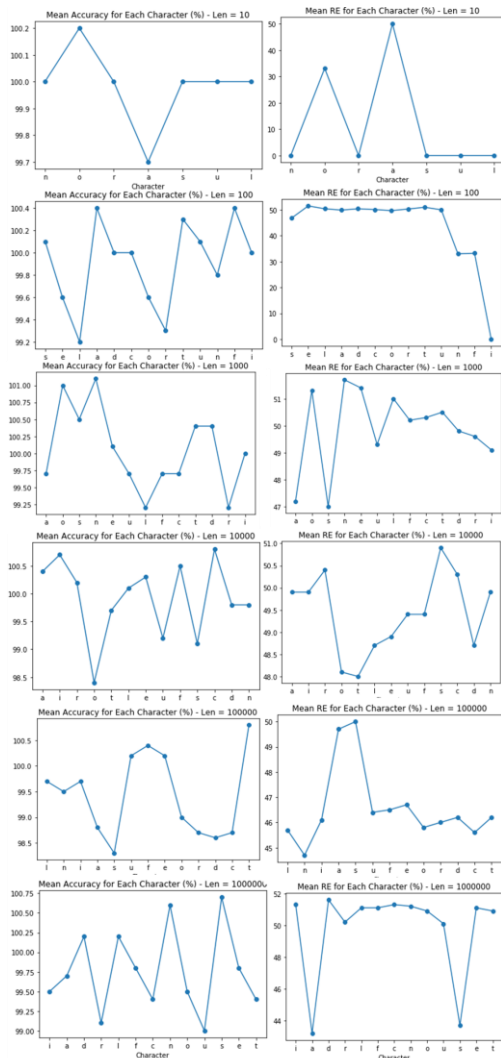 Mean Accuracy for Each Character (%) - Len = 10
100.2
100.1
100.0
99.9
99.8
99.7
n o r a s u l
Character
Mean RE for Each Character (%) - Len = 10
50
40
30
20
10
0
n o r a s u l
Character
Mean Accuracy for Each Character (%) - Len = 100
100.4
100.2
100.0
99.8
99.6
99.4
99.2
s e l a d c o r t u n f i
Mean RE for Each Character (%) - Len = 100
50
40
30
20
10
0
s e l a d c o r t u n f i
Mean Accuracy for Each Character (%) - Len = 1000
101.00
100.75
100.50
100.25
100.00
99.75
99.50
99.25
a o s n e u l f c t d r i
Mean RE for Each Character (%) - Len = 1000
51
50
49
48
47
a o s n e u l f c t d r i
Mean Accuracy for Each Character (%) - Len = 10000
100.5
100.0
99.5
99.0
98.5
a i r o t l e u f s c d n
Mean RE for Each Character (%) - Len = 10000
51.0
50.5
50.0
49.5
49.0
48.5
48.0
a i r o t l e u f s c d n
Mean Accuracy for Each Character (%) - Len = 100000
100.5
100.0
99.5
99.0
98.5
l n i a s u f e o r d c t
Mean RE for Each Character (%) - Len = 100000
50
49
48
47
46
45
l n i a s u f e o r d c t
Mean Accuracy for Each Character (%) - Len = 1000000
100.75
100.50
100.25
100.00
99.75
99.50
99.25
99.00
i a d r l f c n o u s e t
Mean RE for Each Character (%) - Len = 1000000
52
50
48
46
44
i a d r l f c n o u s e t